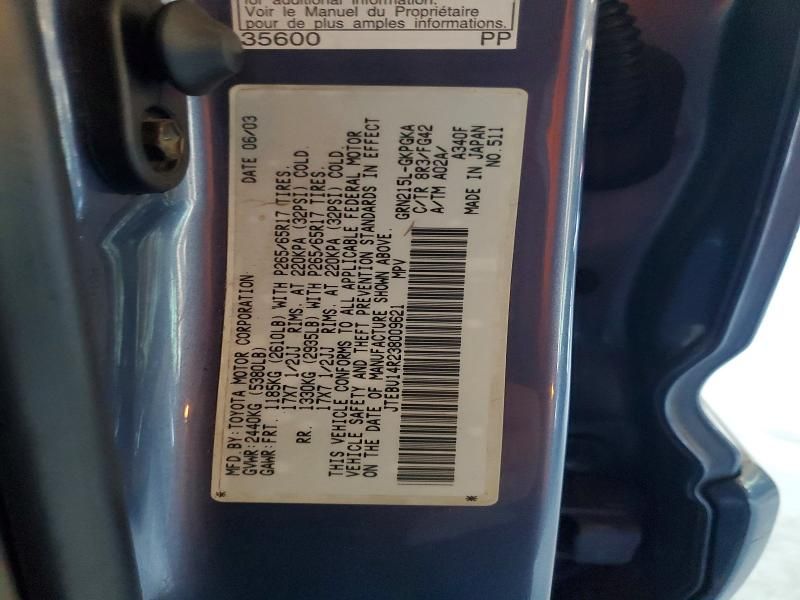 for additional information.
Voir le Manuel du Propriétaire
pour de plus amples informations.
35600 PP
DATE 06/03
MFD. BY: TOYOTA MOTOR CORPORATION
GVWR: 2440KG (5380LB)
GAWR: FRT. 1185KG (2610LB) WITH P265/65R17 TIRES.
17X7 1/2JJ RIMS. AT 220KPA (32PSI) COLD.
RR. 1330KG (2935LB) WITH P265/65R17 TIRES.
17X7 1/2JJ RIMS. AT 220KPA (32PSI) COLD.
THIS VEHICLE CONFORMS TO ALL APPLICABLE FEDERAL MOTOR
VEHICLE SAFETY AND THEFT PREVENTION STANDARDS IN EFFECT
ON THE DATE OF MANUFACTURE SHOWN ABOVE.
JTEBU14R238009621 MPV
GRN215L-GKPGKA
C/TR 8R3/FG42
A/TM A02A/ A340F
MADE IN JAPAN
NO. 511